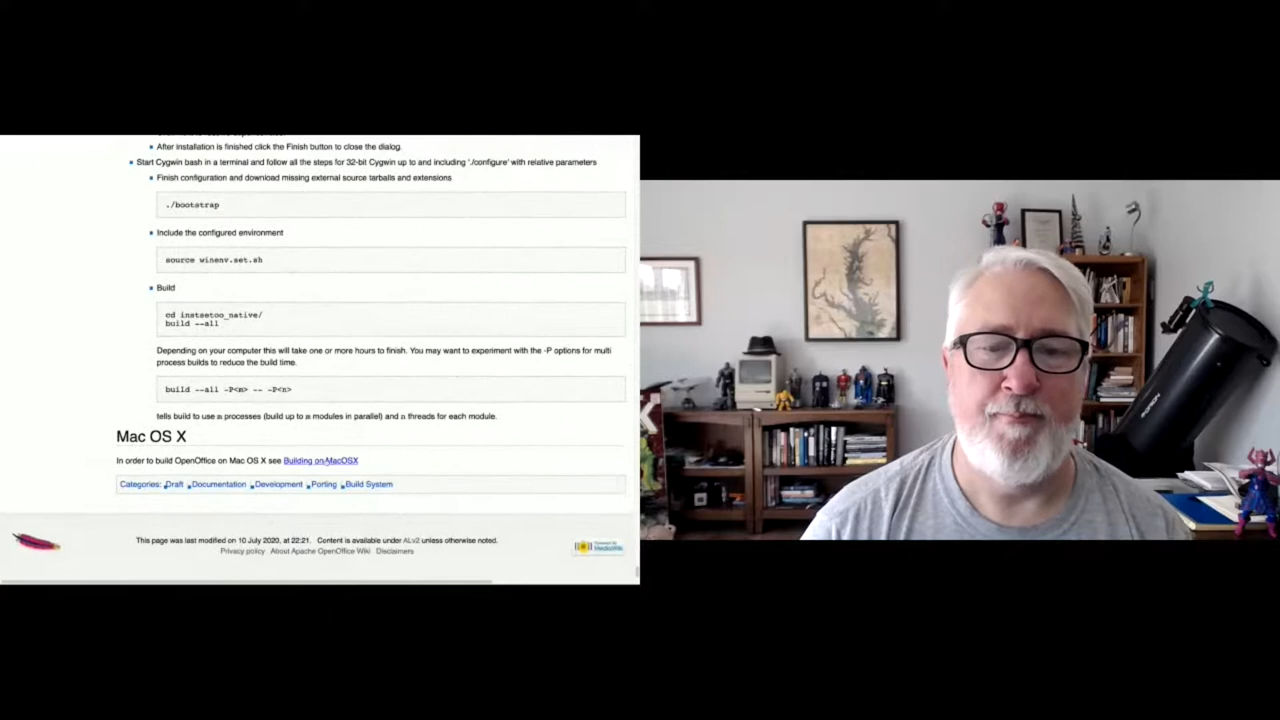 After installation is finished click the Finish button to close the dialog.
Start Cygwin bash in a terminal and follow all the steps for 32-bit Cygwin up to and including './configure' with relative parameters
Finish configuration and download missing external source tarballs and extensions
./bootstrap
Include the configured environment
source winenv.set.sh
Build
cd instsetoo_native/
build --all
Depending on your computer this will take one or more hours to finish. You may want to experiment with the -P options for multi
process builds to reduce the build time.
build --all -P<m> -- -P<n>
tells build to use m processes (build up to m modules in parallel) and n threads for each module.
Mac OS X
In order to build OpenOffice on Mac OS X see Building on MacOSX
Categories: Draft Documentation Development Porting Build System
This page was last modified on 10 July 2020, at 22:21. Content is available under ALv2 unless otherwise noted.
Privacy policy About Apache OpenOffice Wiki Disclaimers
Powered By
MediaWiki